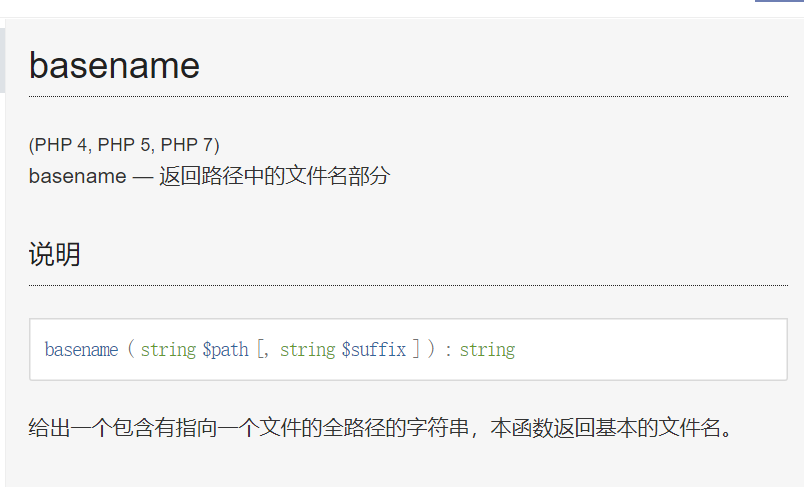 basename
(PHP 4, PHP 5, PHP 7)
basename — 返回路径中的文件名部分
说明
basename ( string $path [, string $suffix ] ) : string
给出一个包含有指向一个文件的全路径的字符串，本函数返回基本的文件名。